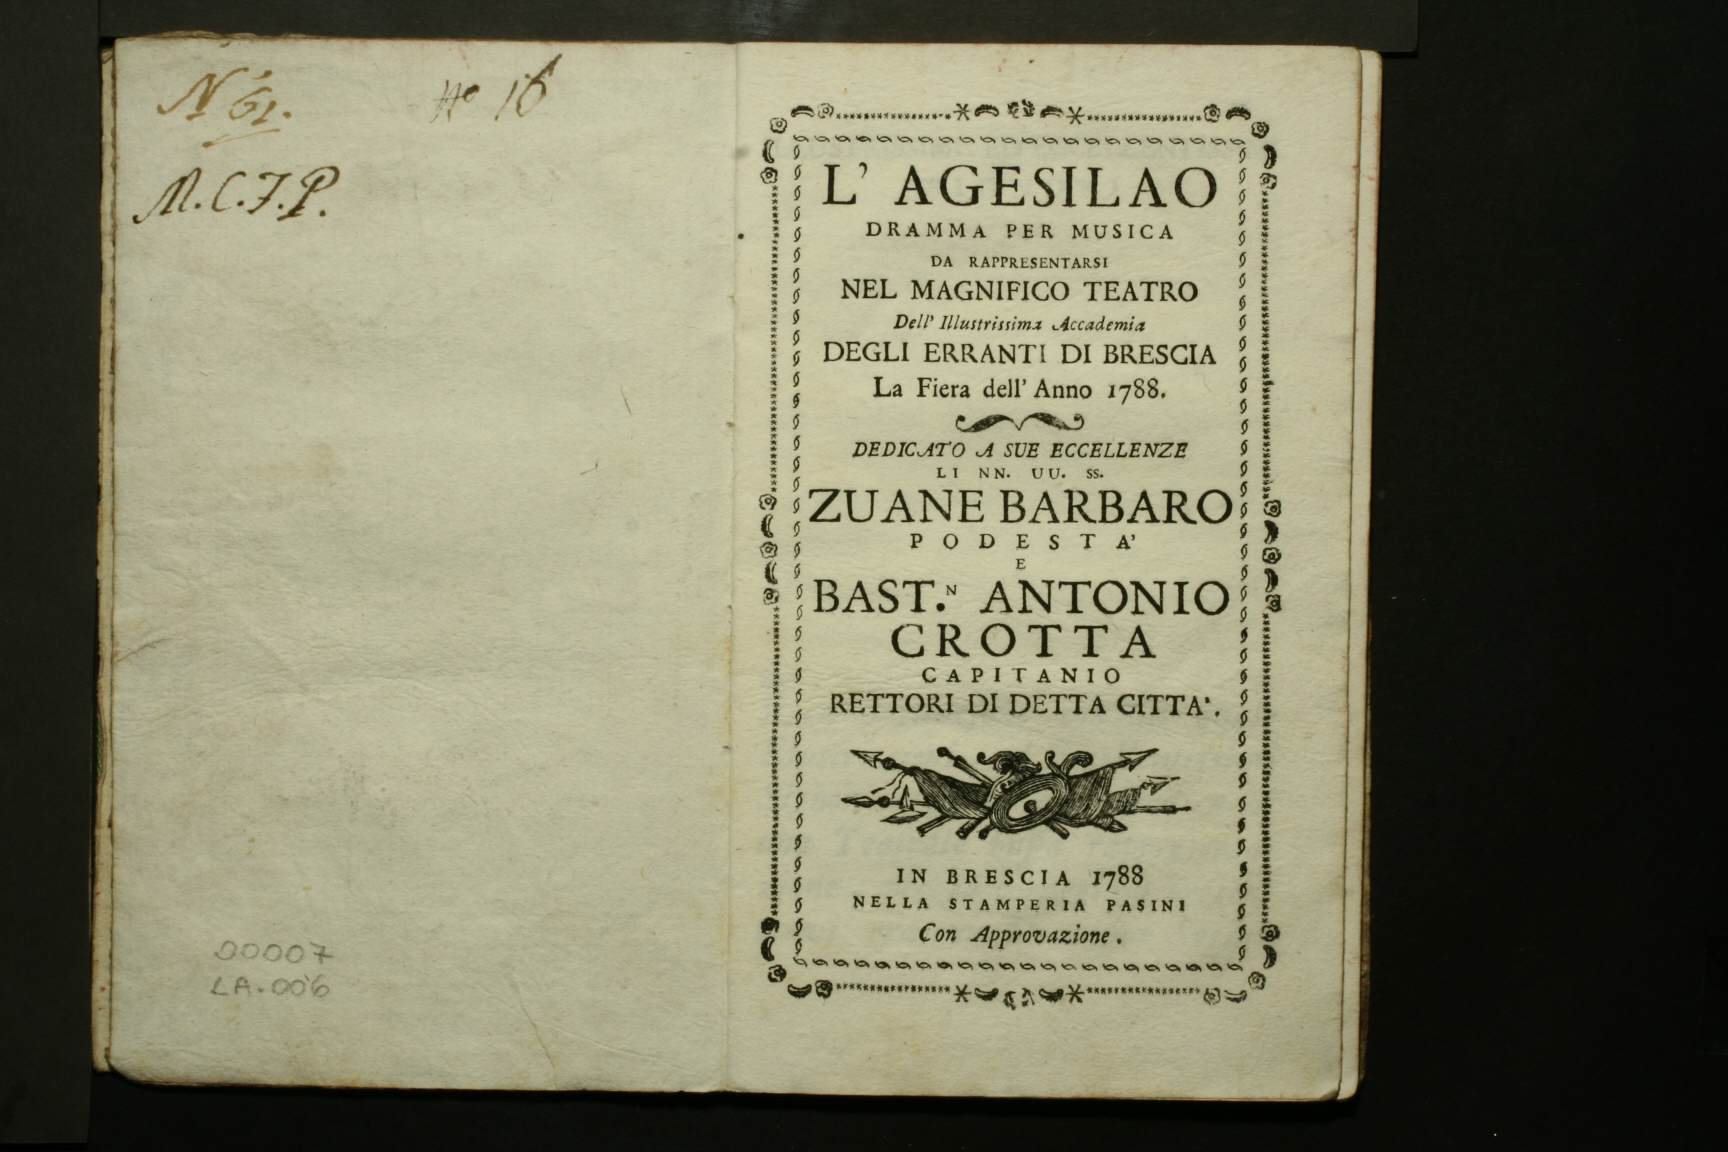 N° 61.
N° 16
M.C.F.P.
00007
LA.006
L' AGESILAO
DRAMMA PER MUSICA
DA RAPPRESENTARSI
NEL MAGNIFICO TEATRO
Dell' Illustrissima Accademia
DEGLI ERRANTI DI BRESCIA
La Fiera dell' Anno 1788.
DEDICATO A SUE ECCELLENZE
LI NN. UU. SS.
ZUANE BARBARO
PODESTA'
E
BAST.N ANTONIO
CROTTA
CAPITANIO
RETTORI DI DETTA CITTA'.
IN BRESCIA 1788
NELLA STAMPERIA PASINI
Con Approvazione.